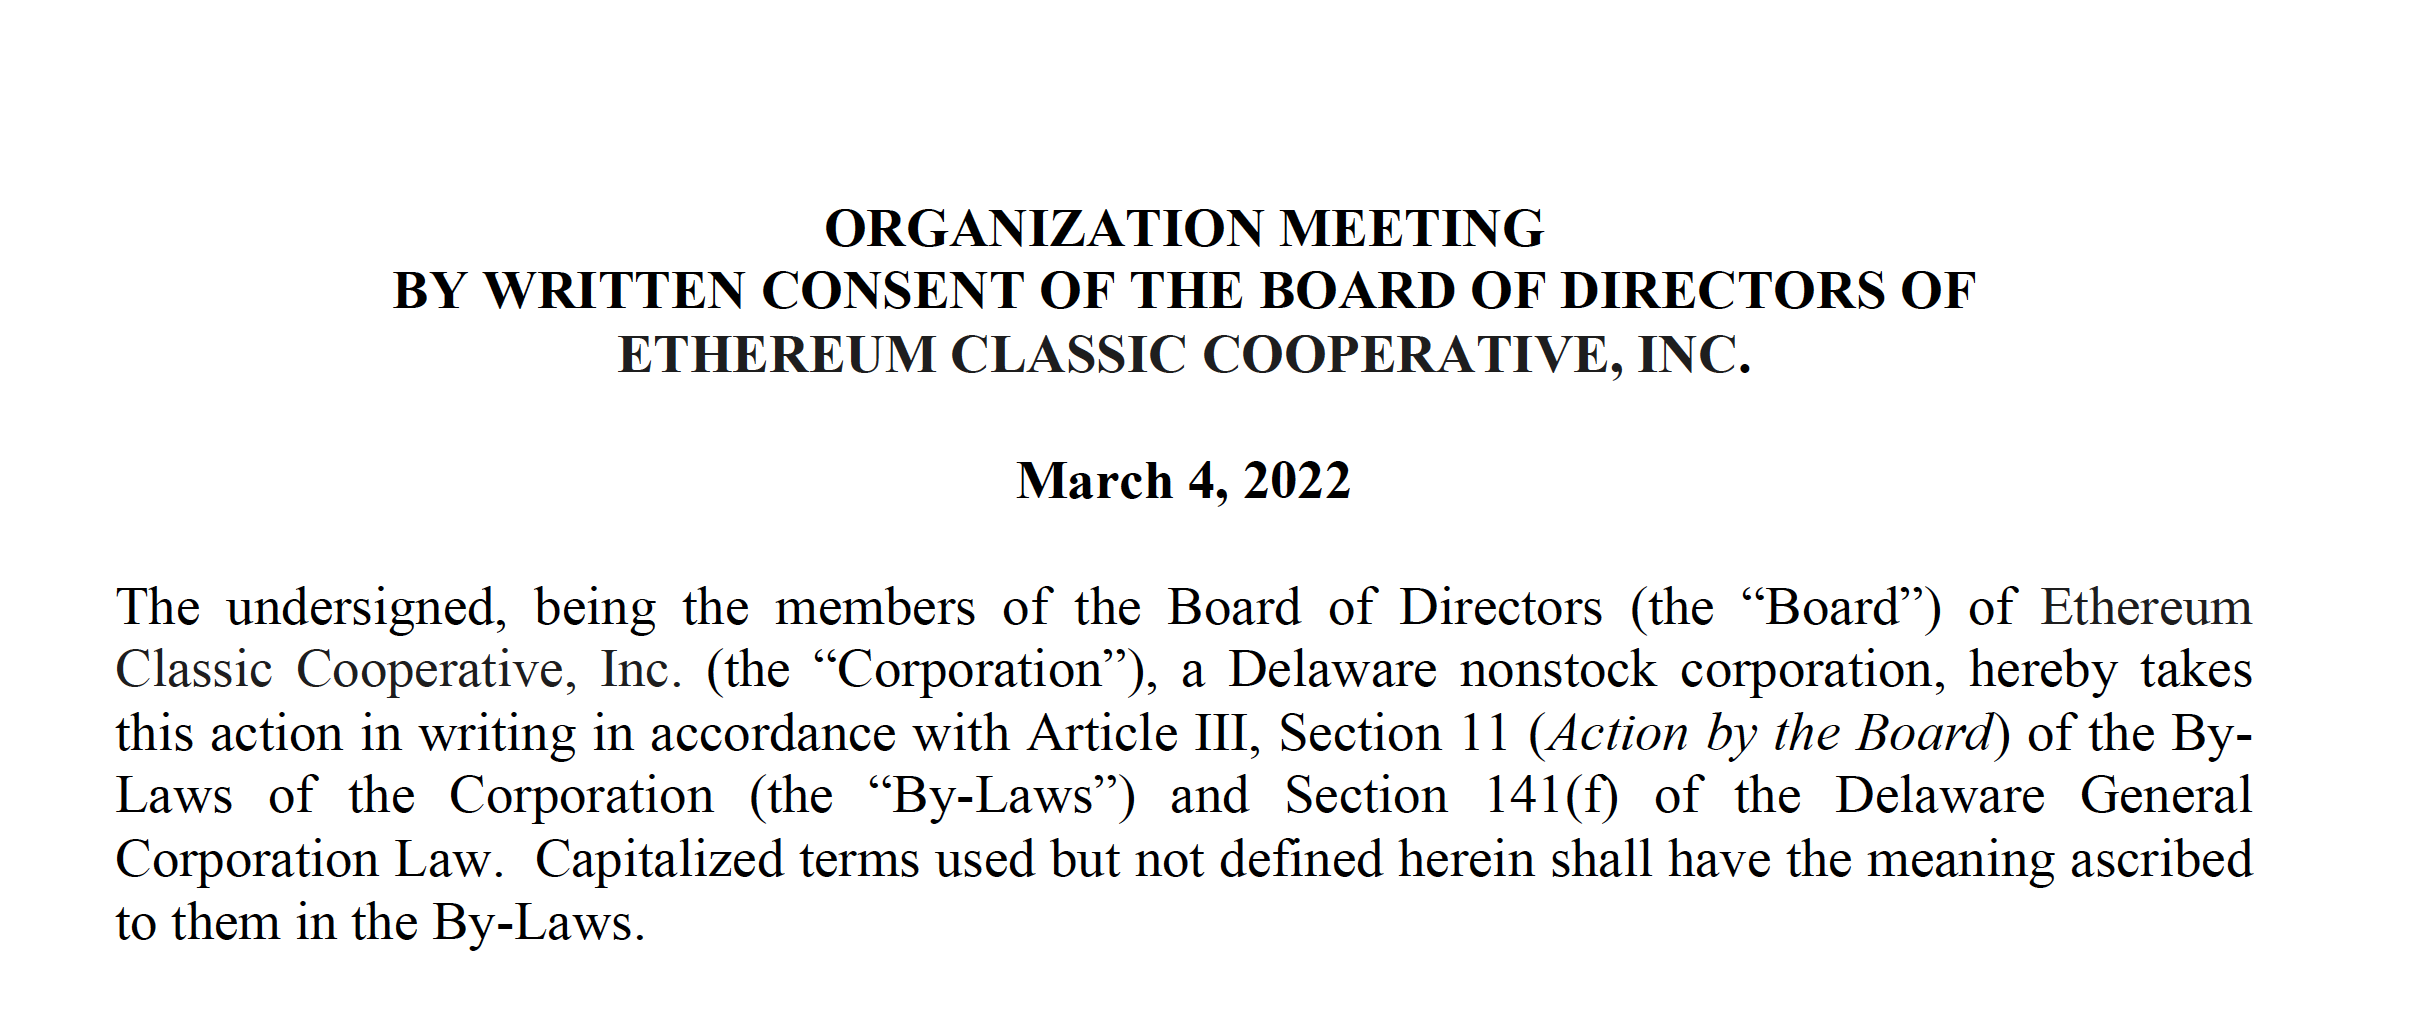 ORGANIZATION MEETING
BY WRITTEN CONSENT OF THE BOARD OF DIRECTORS OF
ETHEREUM CLASSIC COOPERATIVE, INC.
March 4, 2022
The undersigned, being the members of the Board of Directors (the “Board”) of Ethereum
Classic Cooperative, Inc. (the “Corporation”), a Delaware nonstock corporation, hereby takes
this action in writing in accordance with Article III, Section 11 (Action by the Board) of the By-
Laws of the Corporation (the “By-Laws”) and Section 141(f) of the Delaware General
Corporation Law.  Capitalized terms used but not defined herein shall have the meaning ascribed
to them in the By-Laws.